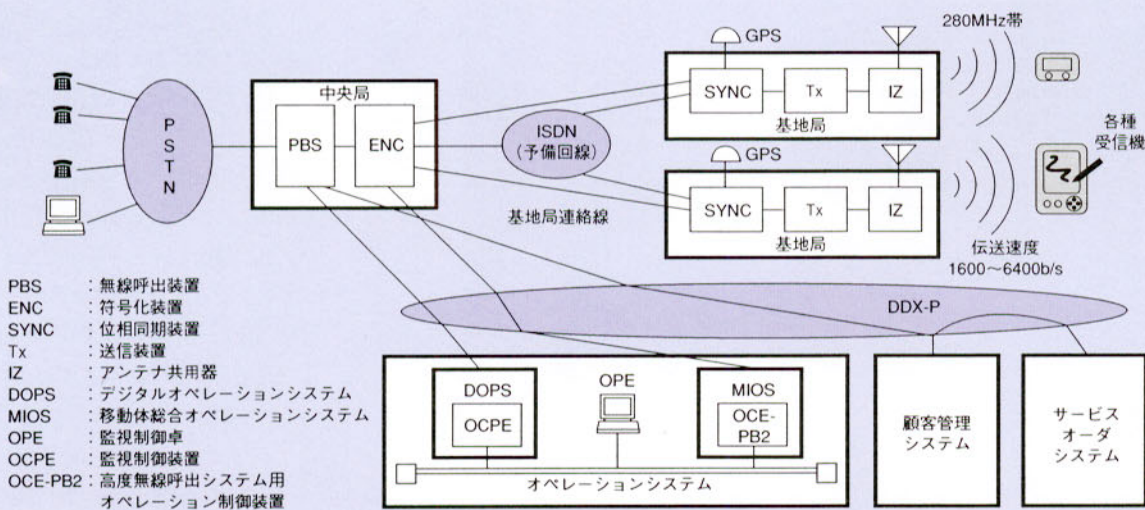 280MHz帯
GPS
SYNC
Tx
IZ
基地局
各種
受信機
中央局
PSTN
PBS
ENC
ISDN
(予備回線)
GPS
SYNC
Tx
IZ
基地局
基地局連絡線
伝送速度
1600～6400b/s
DDX-P
PBS:無線呼出装置
ENC:符号化装置
SYNC:位相同期装置
Tx:送信装置
IZ:アンテナ共用器
DOPS:デジタルオペレーションシステム
MIOS:移動体総合オペレーションシステム
OPE:監視制御卓
OCPE:監視制御装置
OCE-PB2:高度無線呼出システム用
オペレーション制御装置
DOPS
OCPE
OPE
MIOS
OCE-
PB2
オペレーションシステム
顧客管理
システム
サービス
オーダ
システム